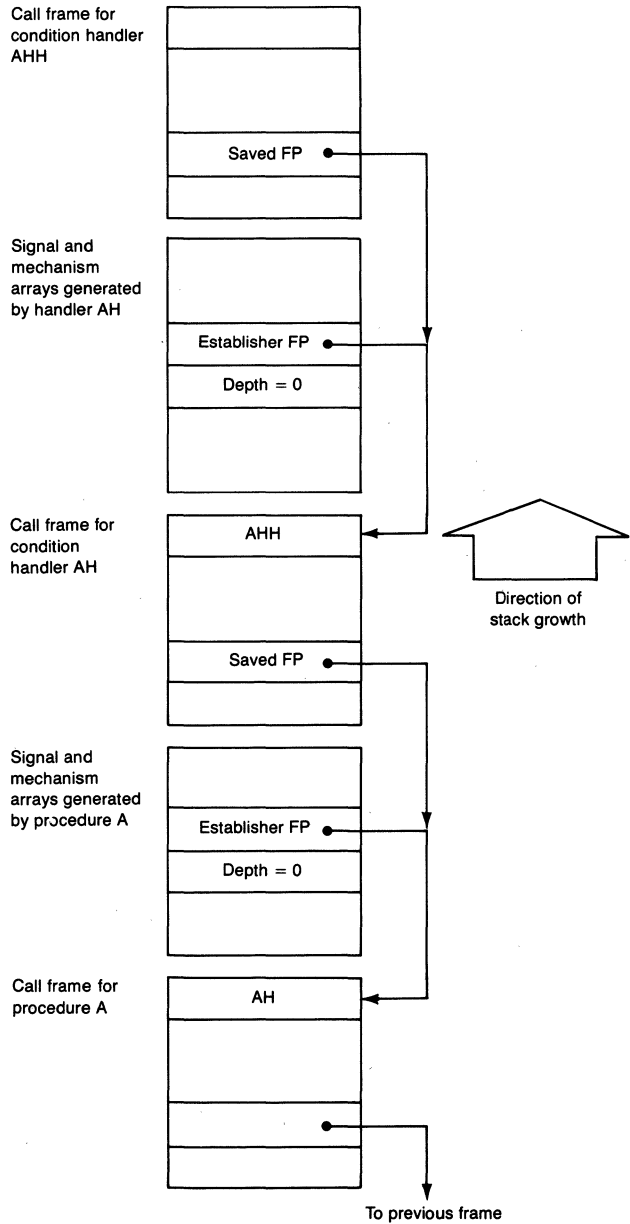 Call frame for
condition handler
AHH
Saved FP
Signal and
mechanism
arrays generated
by handler AH
Establisher FP
Depth = 0
Call frame for
condition
handler AH
AHH
Direction of
stack growth
Saved FP
Signal and
mechanism
arrays generated
by procedure A
Establisher FP
Depth = 0
Call frame for
procedure A
AH
To previous frame